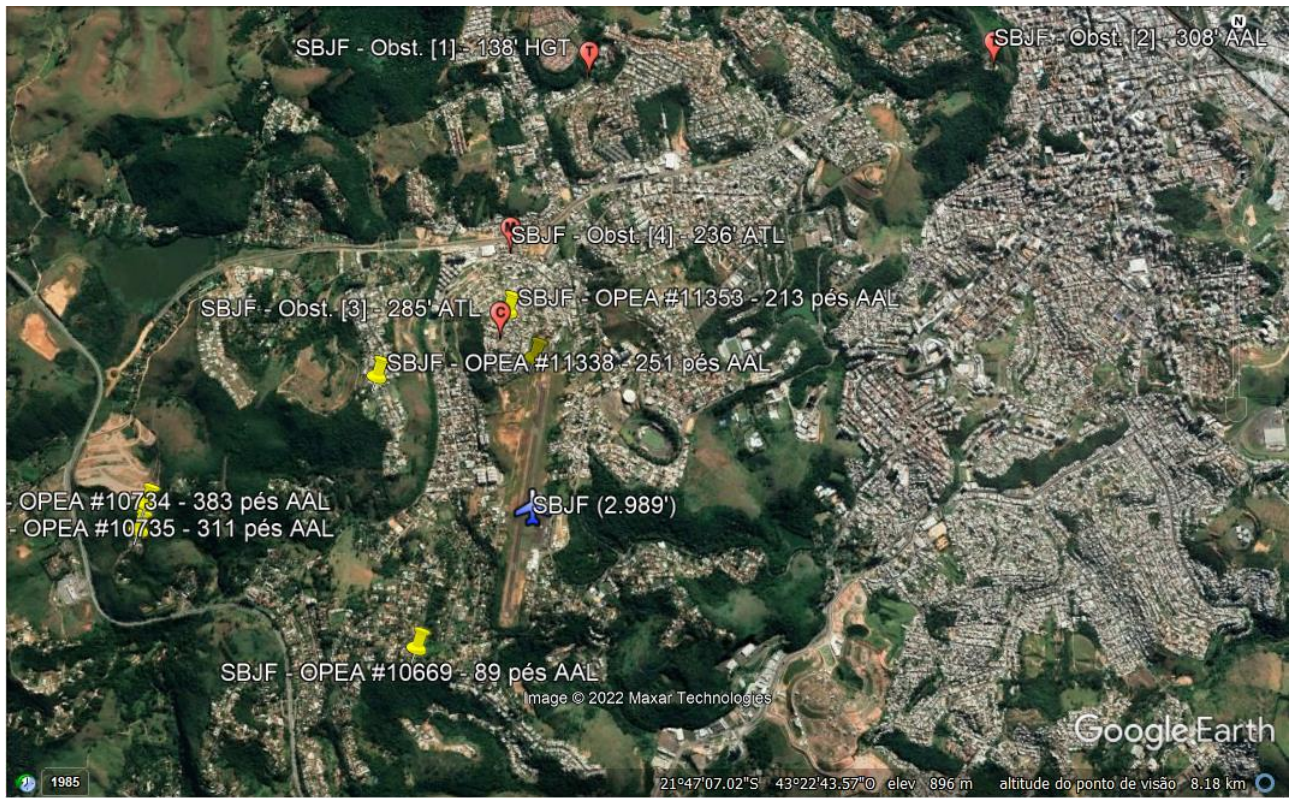 N
SBJF - Obst. [1] - 138' HGT
T
SBJF - Obst. [2] - 308' AAL
M
SBJF - Obst. [4] - 236' ATL
SBJF - OPEA #11353 - 213 pés AAL
SBJF - Obst. [3] - 285' ATL
C
SBJF - OPEA #11338 - 251 pés AAL
- OPEA #10734 - 383 pés AAL
SBJF (2.989')
- OPEA #10735 - 311 pés AAL
SBJF - OPEA #10669 - 89 pés AAL
Image © 2022 Maxar Technologies
Google Earth
1985
21°47'07.02"S 43°22'43.57"O elev 896 m altitude do ponto de visão 8.18 km